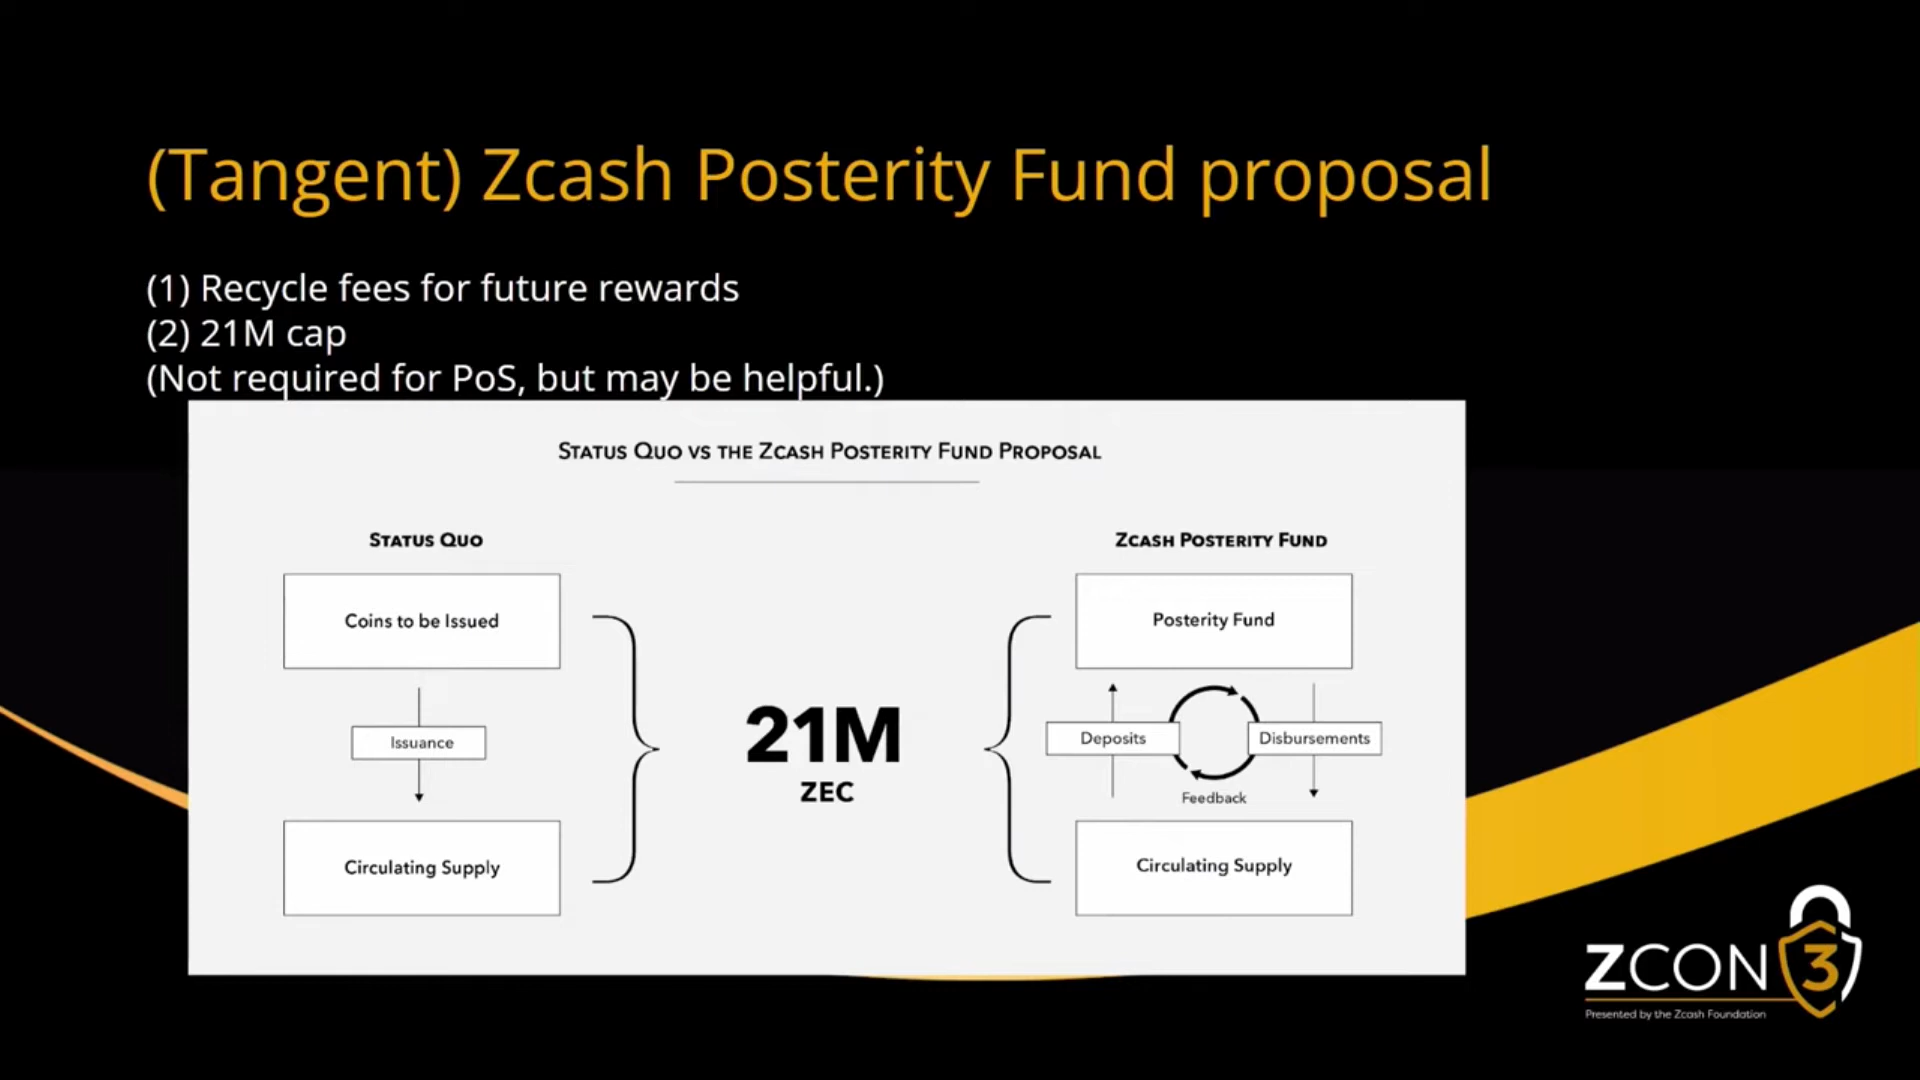 (Tangent) Zcash Posterity Fund proposal
(1) Recycle fees for future rewards
(2) 21M cap
(Not required for PoS, but may be helpful.)
STATUS QUO VS THE ZCASH POSTERITY FUND PROPOSAL
STATUS QUO
Coins to be Issued
Issuance
Circulating Supply
21M
ZEC
ZCASH POSTERITY FUND
Posterity Fund
Deposits
Disbursements
Feedback
Circulating Supply
ZCON 3
Presented by the Zcash Foundation